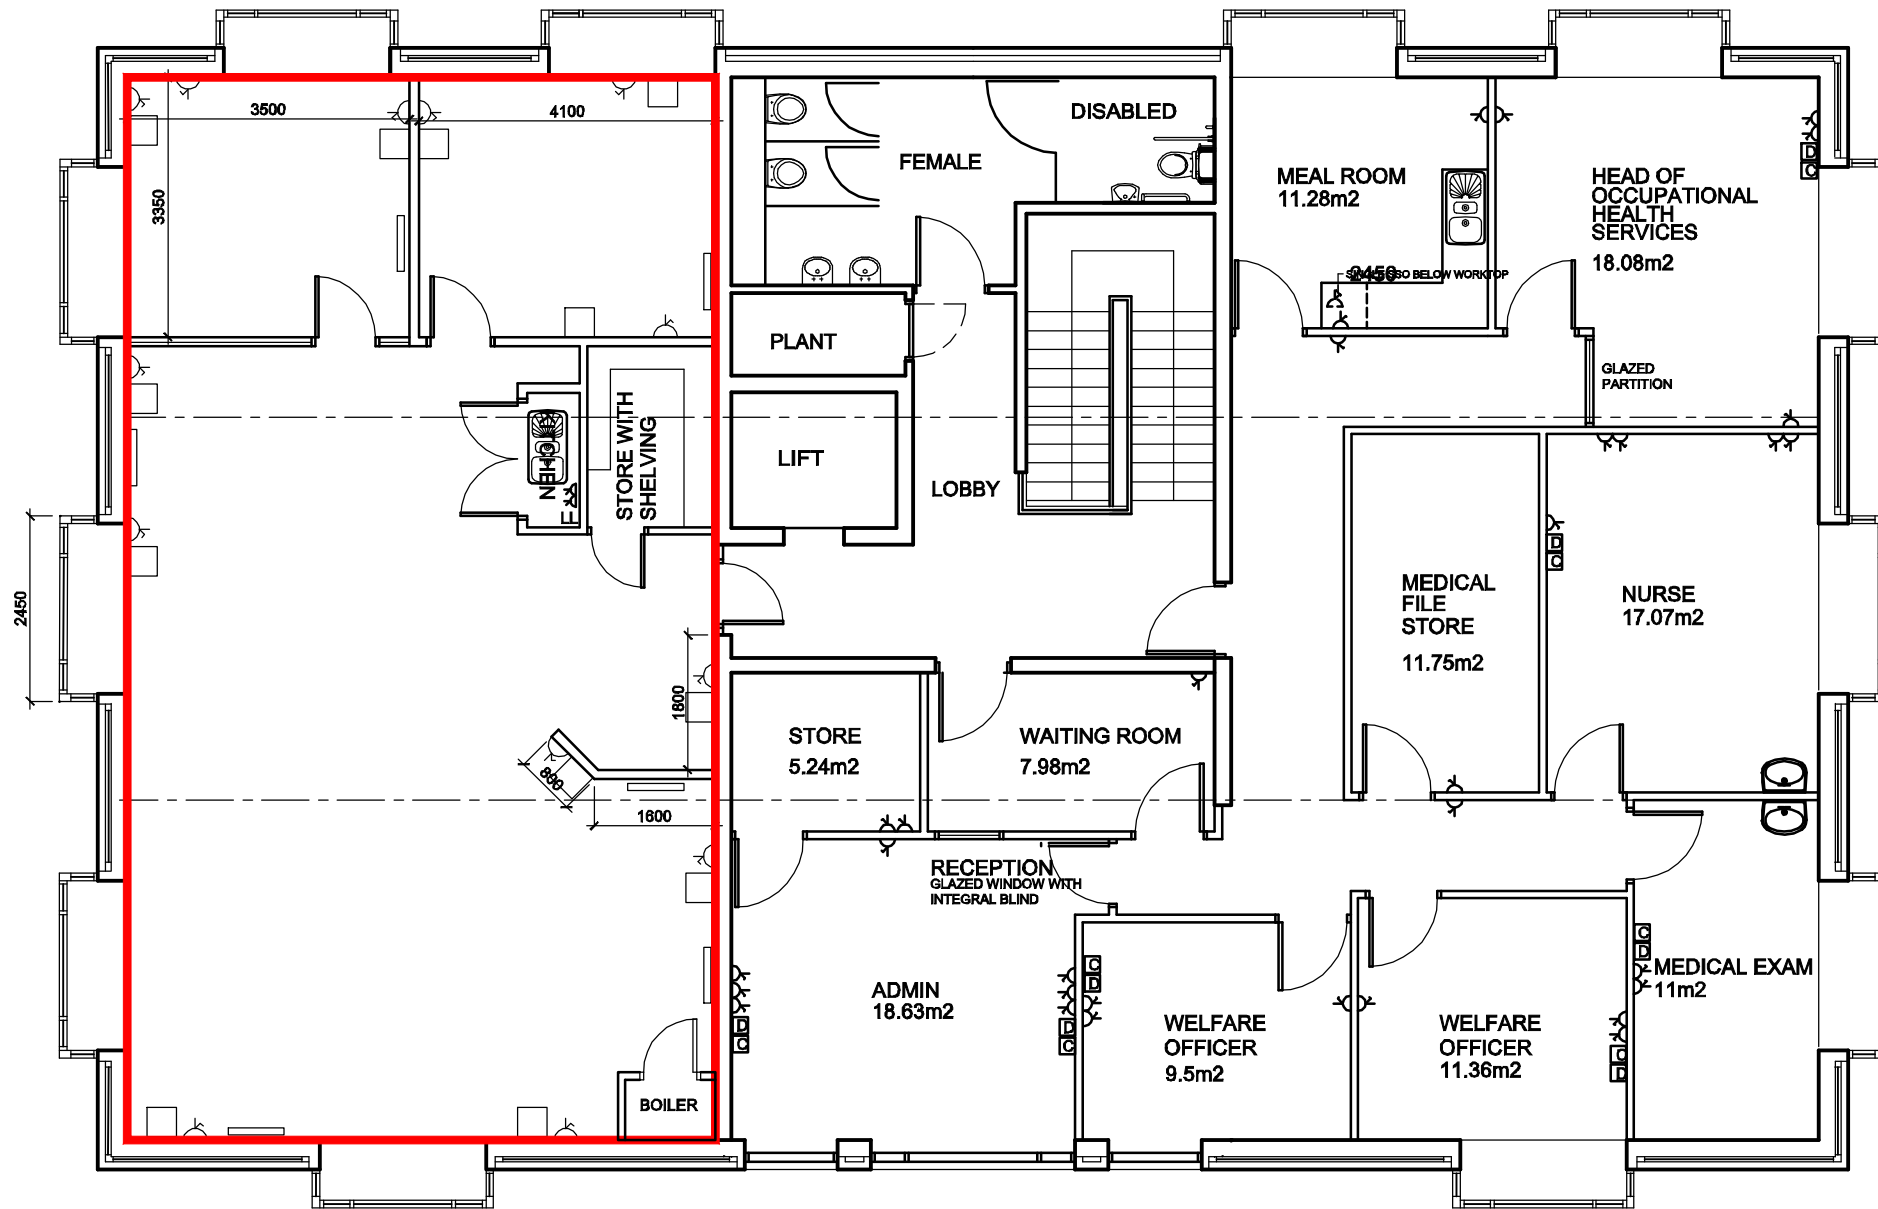 3500
4100
3350
DISABLED
FEMALE
MEAL ROOM
11.28m2
HEAD OF
OCCUPATIONAL
HEALTH
SERVICES
18.08m2
2450
BELOW WORKTOP
PLANT
GLAZED
PARTITION
STORE WITH
SHELVING
LIFT
LOBBY
2450
MEDICAL
FILE
STORE
11.75m2
NURSE
17.07m2
1800
STORE
5.24m2
WAITING ROOM
7.98m2
800
1600
RECEPTION
GLAZED WINDOW WITH
INTEGRAL BLIND
ADMIN
18.63m2
D
C
D
C
C
D
C
D
C
D
D
C
D
C
WELFARE
OFFICER
9.5m2
WELFARE
OFFICER
11.36m2
MEDICAL EXAM
11m2
BOILER